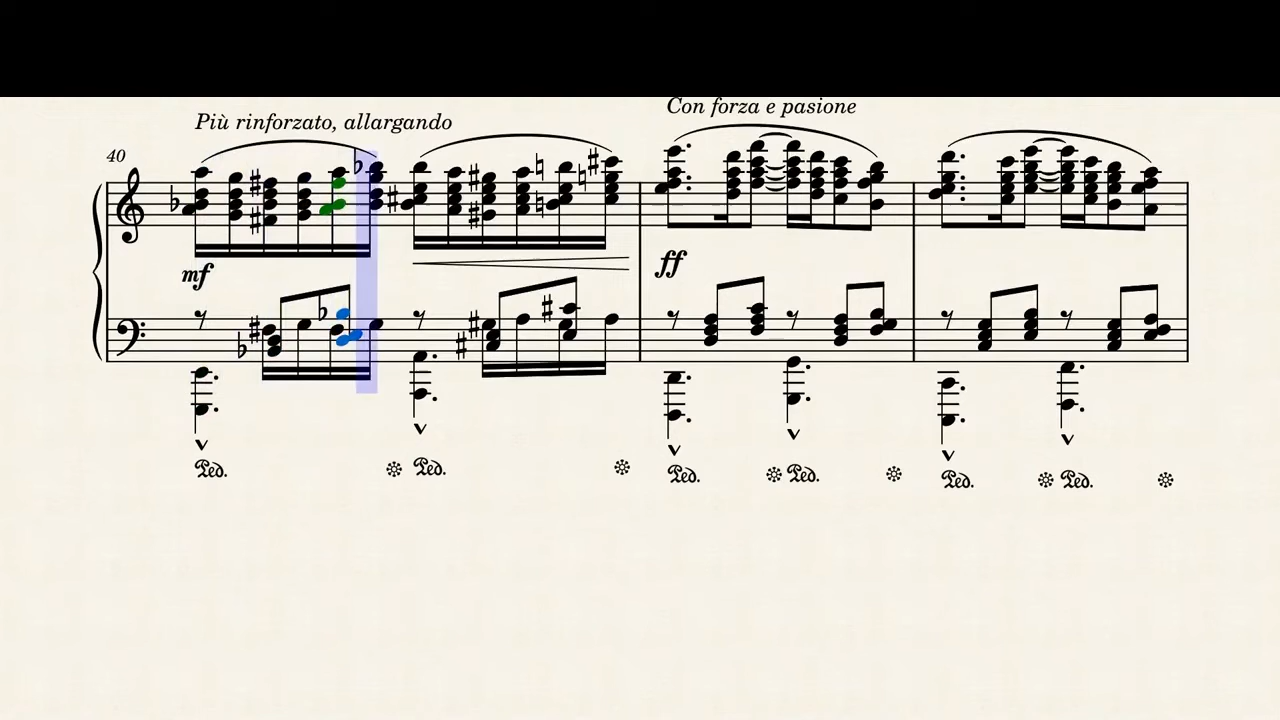 Con forza e pasione
Più rinforzato, allargando
40
mf
ff
Ped. Ped. Ped. Ped. Ped. Ped.